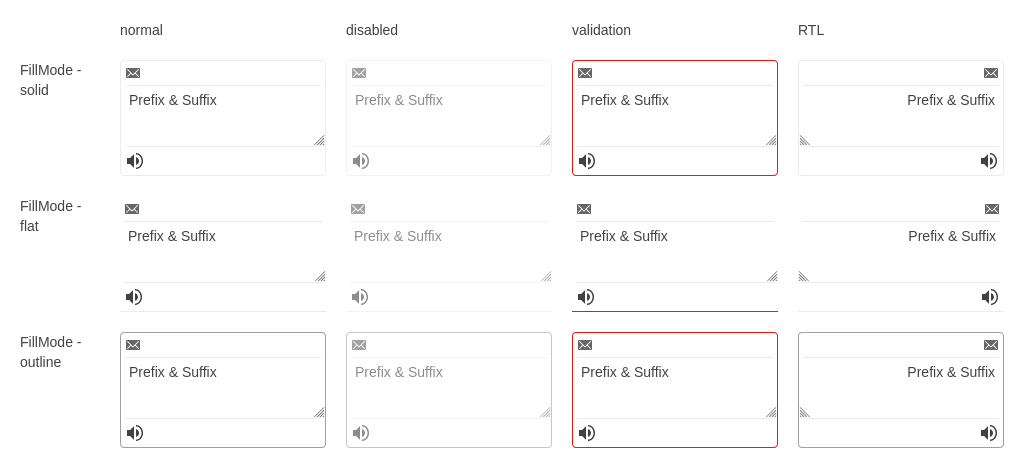 normal disabled validation RTL
FillMode -
solid
Prefix & Suffix Prefix & Suffix Prefix & Suffix Prefix & Suffix
FillMode -
flat
Prefix & Suffix Prefix & Suffix Prefix & Suffix Prefix & Suffix
FillMode -
outline
Prefix & Suffix Prefix & Suffix Prefix & Suffix Prefix & Suffix